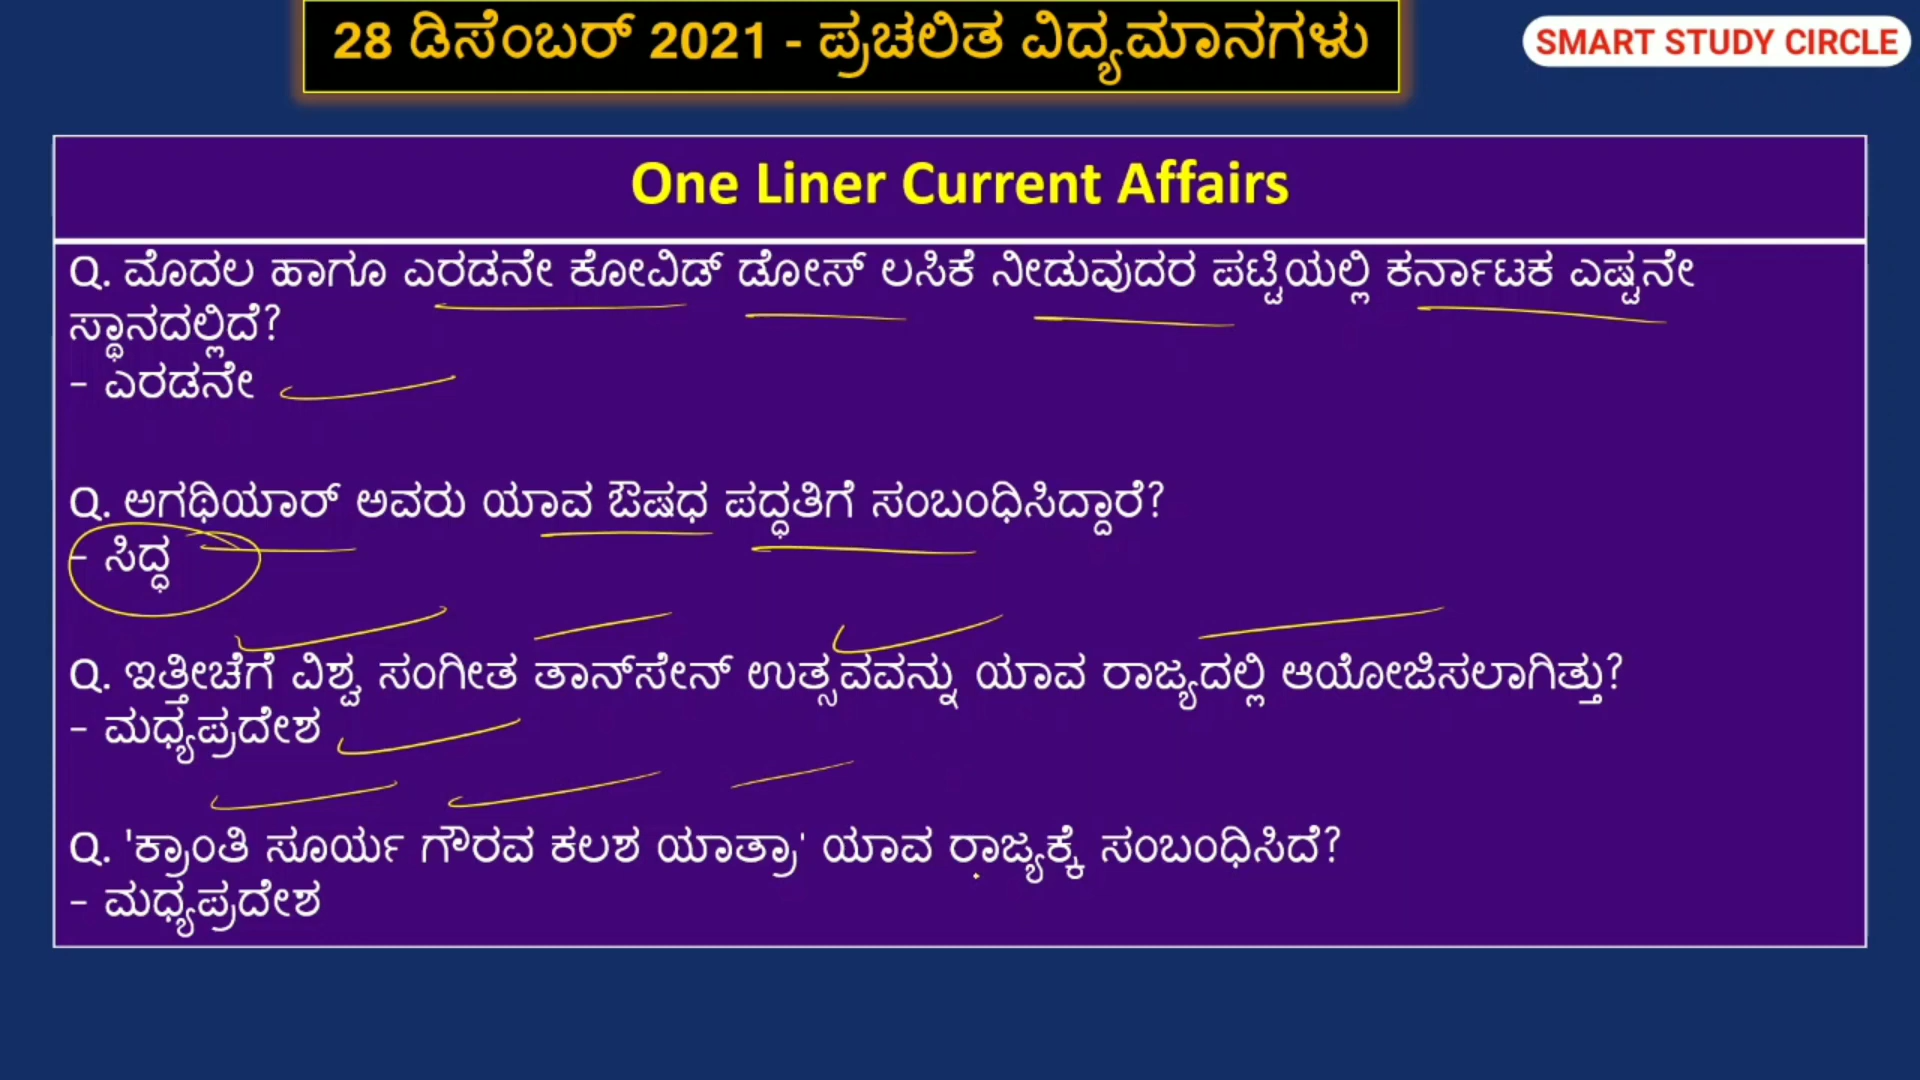 28 ಡಿಸೆಂಬರ್ 2021 - ಪ್ರಚಲಿತ ವಿದ್ಯಮಾನಗಳು
SMART STUDY CIRCLE
One Liner Current Affairs
Q. ಮೊದಲ ಹಾಗೂ ಎರಡನೇ ಕೋವಿಡ್ ಡೋಸ್ ಲಸಿಕೆ ನೀಡುವುದರ ಪಟ್ಟಿಯಲ್ಲಿ ಕರ್ನಾಟಕ ಎಷ್ಟನೇ
ಸ್ಥಾನದಲ್ಲಿದೆ?
- ಎರಡನೇ
Q. ಅಗಥಿಯಾರ್ ಅವರು ಯಾವ ಔಷಧ ಪದ್ಧತಿಗೆ ಸಂಬಂಧಿಸಿದ್ದಾರೆ?
- ಸಿದ್ಧ
Q. ಇತ್ತೀಚೆಗೆ ವಿಶ್ವ ಸಂಗೀತ ತಾನ್‌ಸೇನ್ ಉತ್ಸವವನ್ನು ಯಾವ ರಾಜ್ಯದಲ್ಲಿ ಆಯೋಜಿಸಲಾಗಿತ್ತು?
- ಮಧ್ಯಪ್ರದೇಶ
Q. 'ಕ್ರಾಂತಿ ಸೂರ್ಯ ಗೌರವ ಕಲಶ ಯಾತ್ರಾ' ಯಾವ ರಾಜ್ಯಕ್ಕೆ ಸಂಬಂಧಿಸಿದೆ?
- ಮಧ್ಯಪ್ರದೇಶ